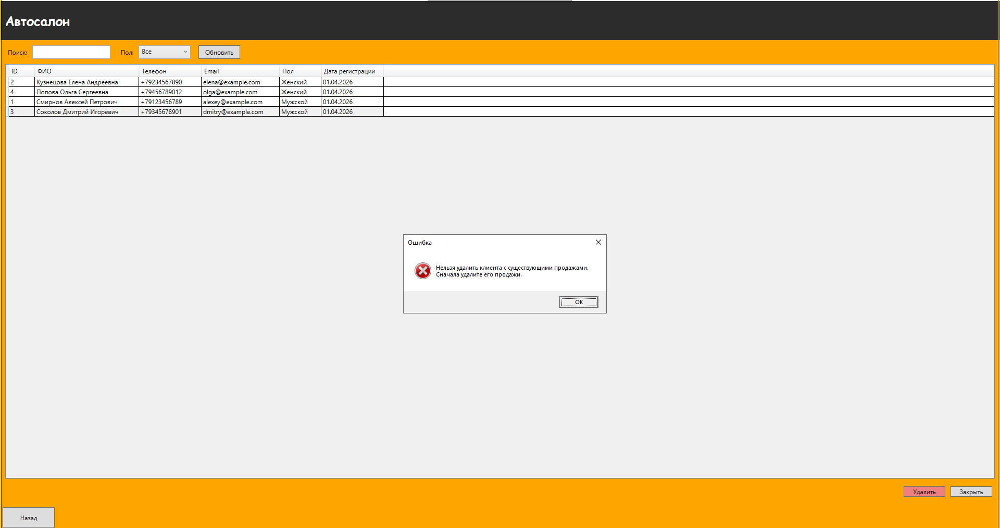 Автосалон
Поиск: Пол: Все Обновить
ID ФИО Телефон Email Пол Дата регистрации
2 Кузнецова Елена Андреевна +79234567890 elena@example.com Женский 01.04.2026
4 Попова Ольга Сергеевна +79456789012 olga@example.com Женский 01.04.2026
1 Смирнов Алексей Петрович +79123456789 alexey@example.com Мужской 01.04.2026
3 Соколов Дмитрий Игоревич +79345678901 dmitry@example.com Мужской 01.04.2026
Ошибка
Нельзя удалить клиента с существующими продажами.
Сначала удалите его продажи.
OK
Удалить Закрыть
Назад